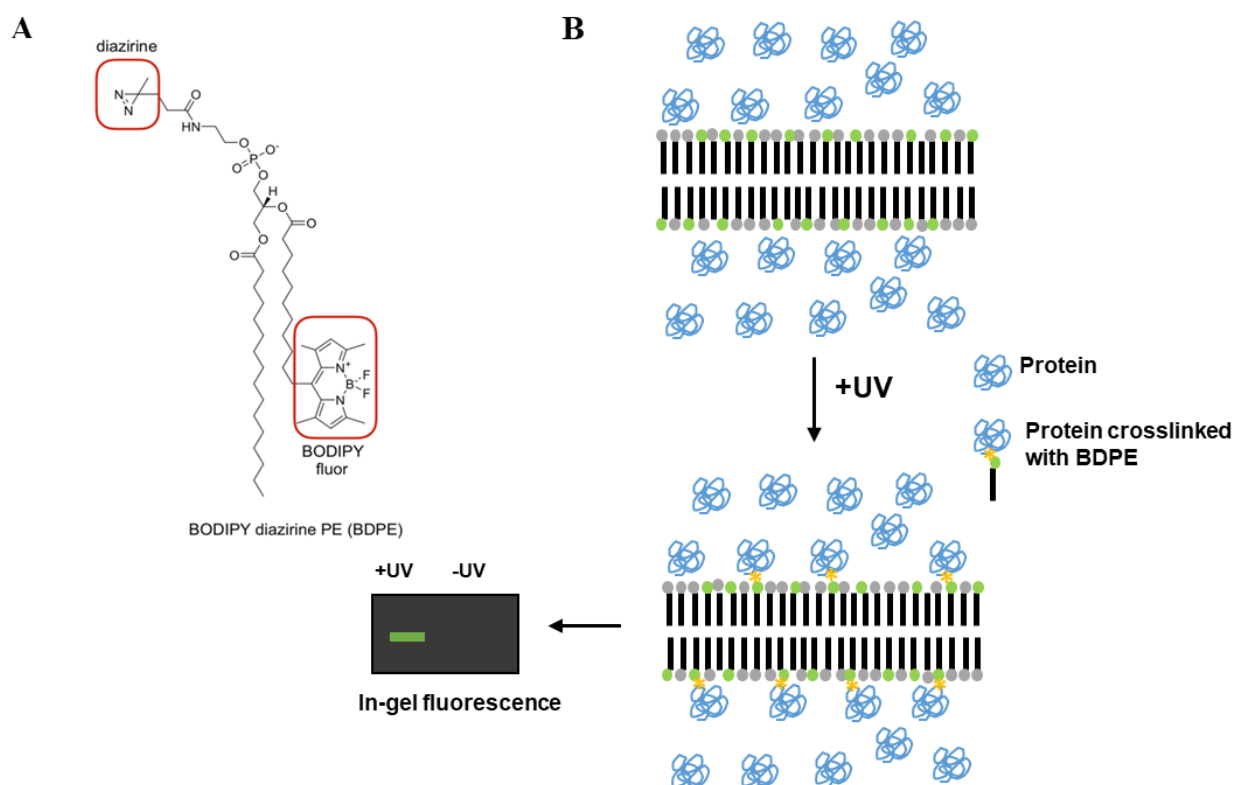 A
diazirine
N
N
O
HN
O
O
P
O-
O
H
O
O
O
O
N+
B-
F
F
N
BODIPY
fluor
BODIPY diazirine PE (BDPE)
B
+UV
Protein
Protein crosslinked
with BDPE
+UV -UV
In-gel fluorescence